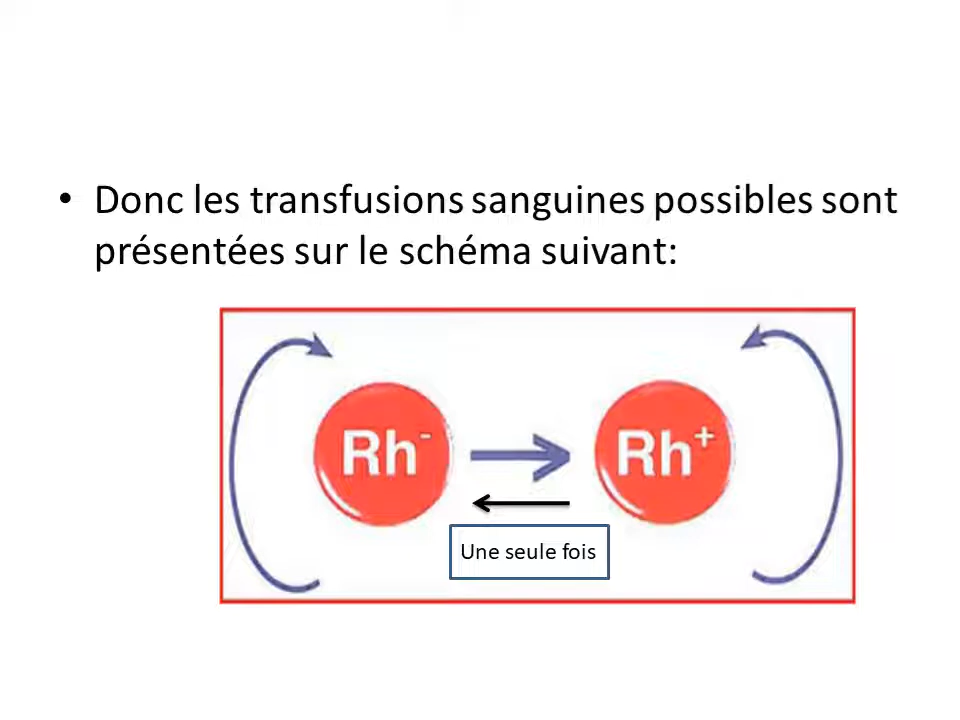 • Donc les transfusions sanguines possibles sont
présentées sur le schéma suivant:
Rh-
Rh+
Une seule fois